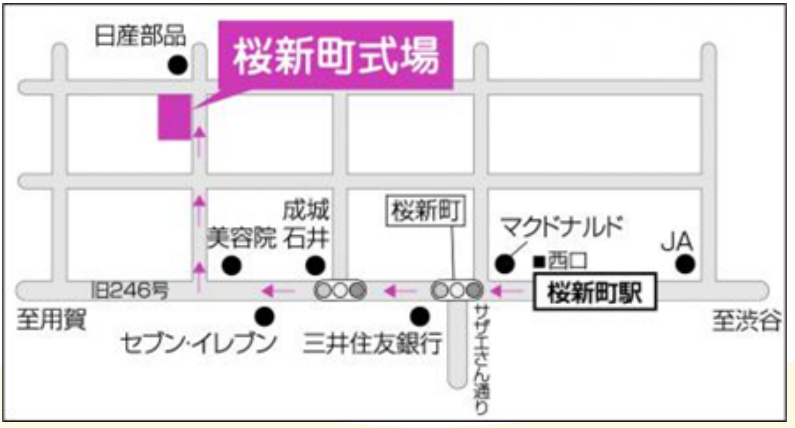 日産部品
桜新町式場
成城
石井
美容院
桜新町
マクドナルド
■西口
JA
旧246号
桜新町駅
至用賀
至渋谷
セブン・イレブン
三井住友銀行
サザエさん通り